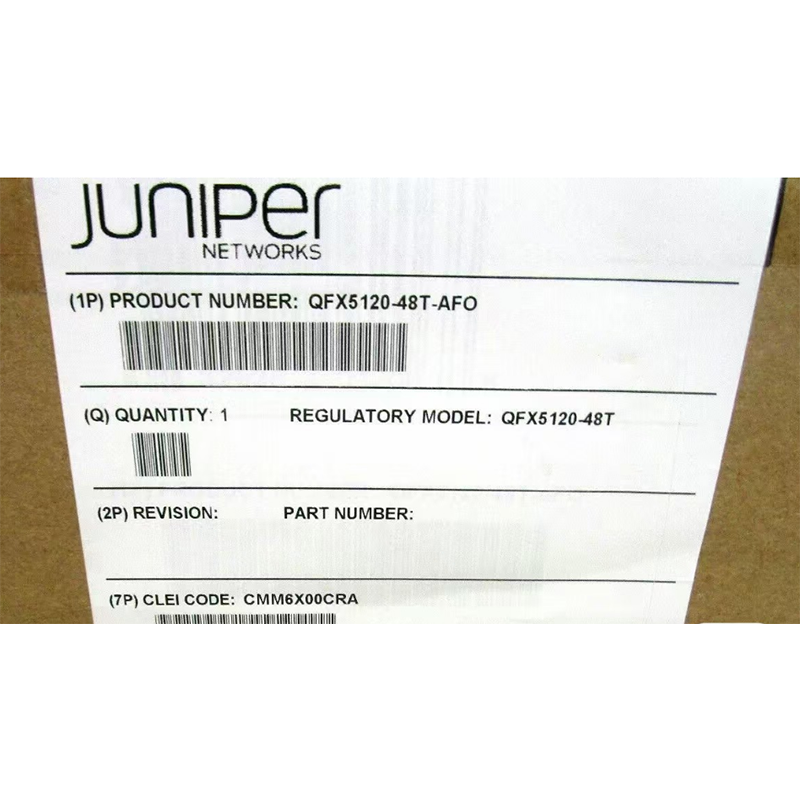 JUNIPer
NETWORKS
(1P) PRODUCT NUMBER: QFX5120-48T-AFO
(Q) QUANTITY: 1 REGULATORY MODEL: QFX5120-48T
(2P) REVISION: PART NUMBER:
(7P) CLEI CODE: CMM6X00CRA